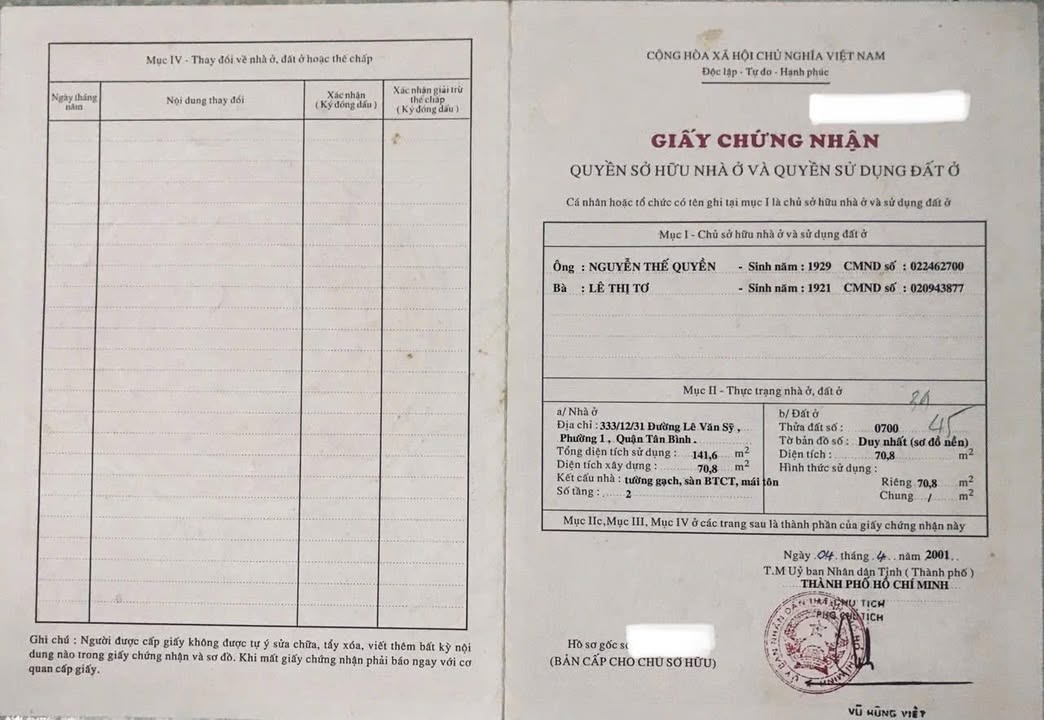 Mục IV - Thay đổi về nhà ở, đất ở hoặc thế chấp
Ngày tháng năm
Nội dung thay đổi
Xác nhận
( Ký đóng dấu )
Xác nhận giải trừ
thế chấp
( Ký đóng dấu )
Ghi chú : Người được cấp giấy không được tự ý sửa chữa, tẩy xóa, viết thêm bất kỳ nội
dung nào trong giấy chứng nhận và sơ đồ. Khi mất giấy chứng nhận phải báo ngay với cơ
quan cấp giấy.
CỘNG HÒA XÃ HỘI CHỦ NGHĨA VIỆT NAM
Độc lập - Tự do - Hạnh phúc
GIẤY CHỨNG NHẬN
QUYỀN SỞ HỮU NHÀ Ở VÀ QUYỀN SỬ DỤNG ĐẤT Ở
Cá nhân hoặc tổ chức có tên ghi tại mục I là chủ sở hữu nhà ở và sử dụng đất ở
Mục I - Chủ sở hữu nhà ở và sử dụng đất ở
Ông : NGUYỄN THẾ QUYỀN - Sinh năm : 1929 CMND số : 022462700
Bà : LÊ THỊ TƠ - Sinh năm : 1921 CMND số : 020943877
Mục II - Thực trạng nhà ở, đất ở
a/ Nhà ở
Địa chỉ : 333/12/31 Đường Lê Văn Sỹ ,
Phường 1 , Quận Tân Bình .
Tổng diện tích sử dụng : 141,6 m2
Diện tích xây dựng : 70,8 m2
Kết cấu nhà : tường gạch, sàn BTCT, mái tôn
Số tầng : 2
b/ Đất ở
45
Thửa đất số : 0700
Tờ bản đồ số : Duy nhất (sơ đồ nền)
Diện tích : 70,8 m2
Hình thức sử dụng :
Riêng 70,8 m2
Chung / m2
Mục IIc,Mục III, Mục IV ở các trang sau là thành phần của giấy chứng nhận này
Ngày 04 tháng 4 năm 2001
T.M Uỷ ban Nhân dân Tỉnh ( Thành phố )
THÀNH PHỐ HỒ CHÍ MINH
CHỦ TỊCH
PHÓ CHỦ TỊCH
Hồ sơ gốc số
(BẢN CẤP CHO CHỦ SỞ HỮU)
VŨ HÙNG VIỆT